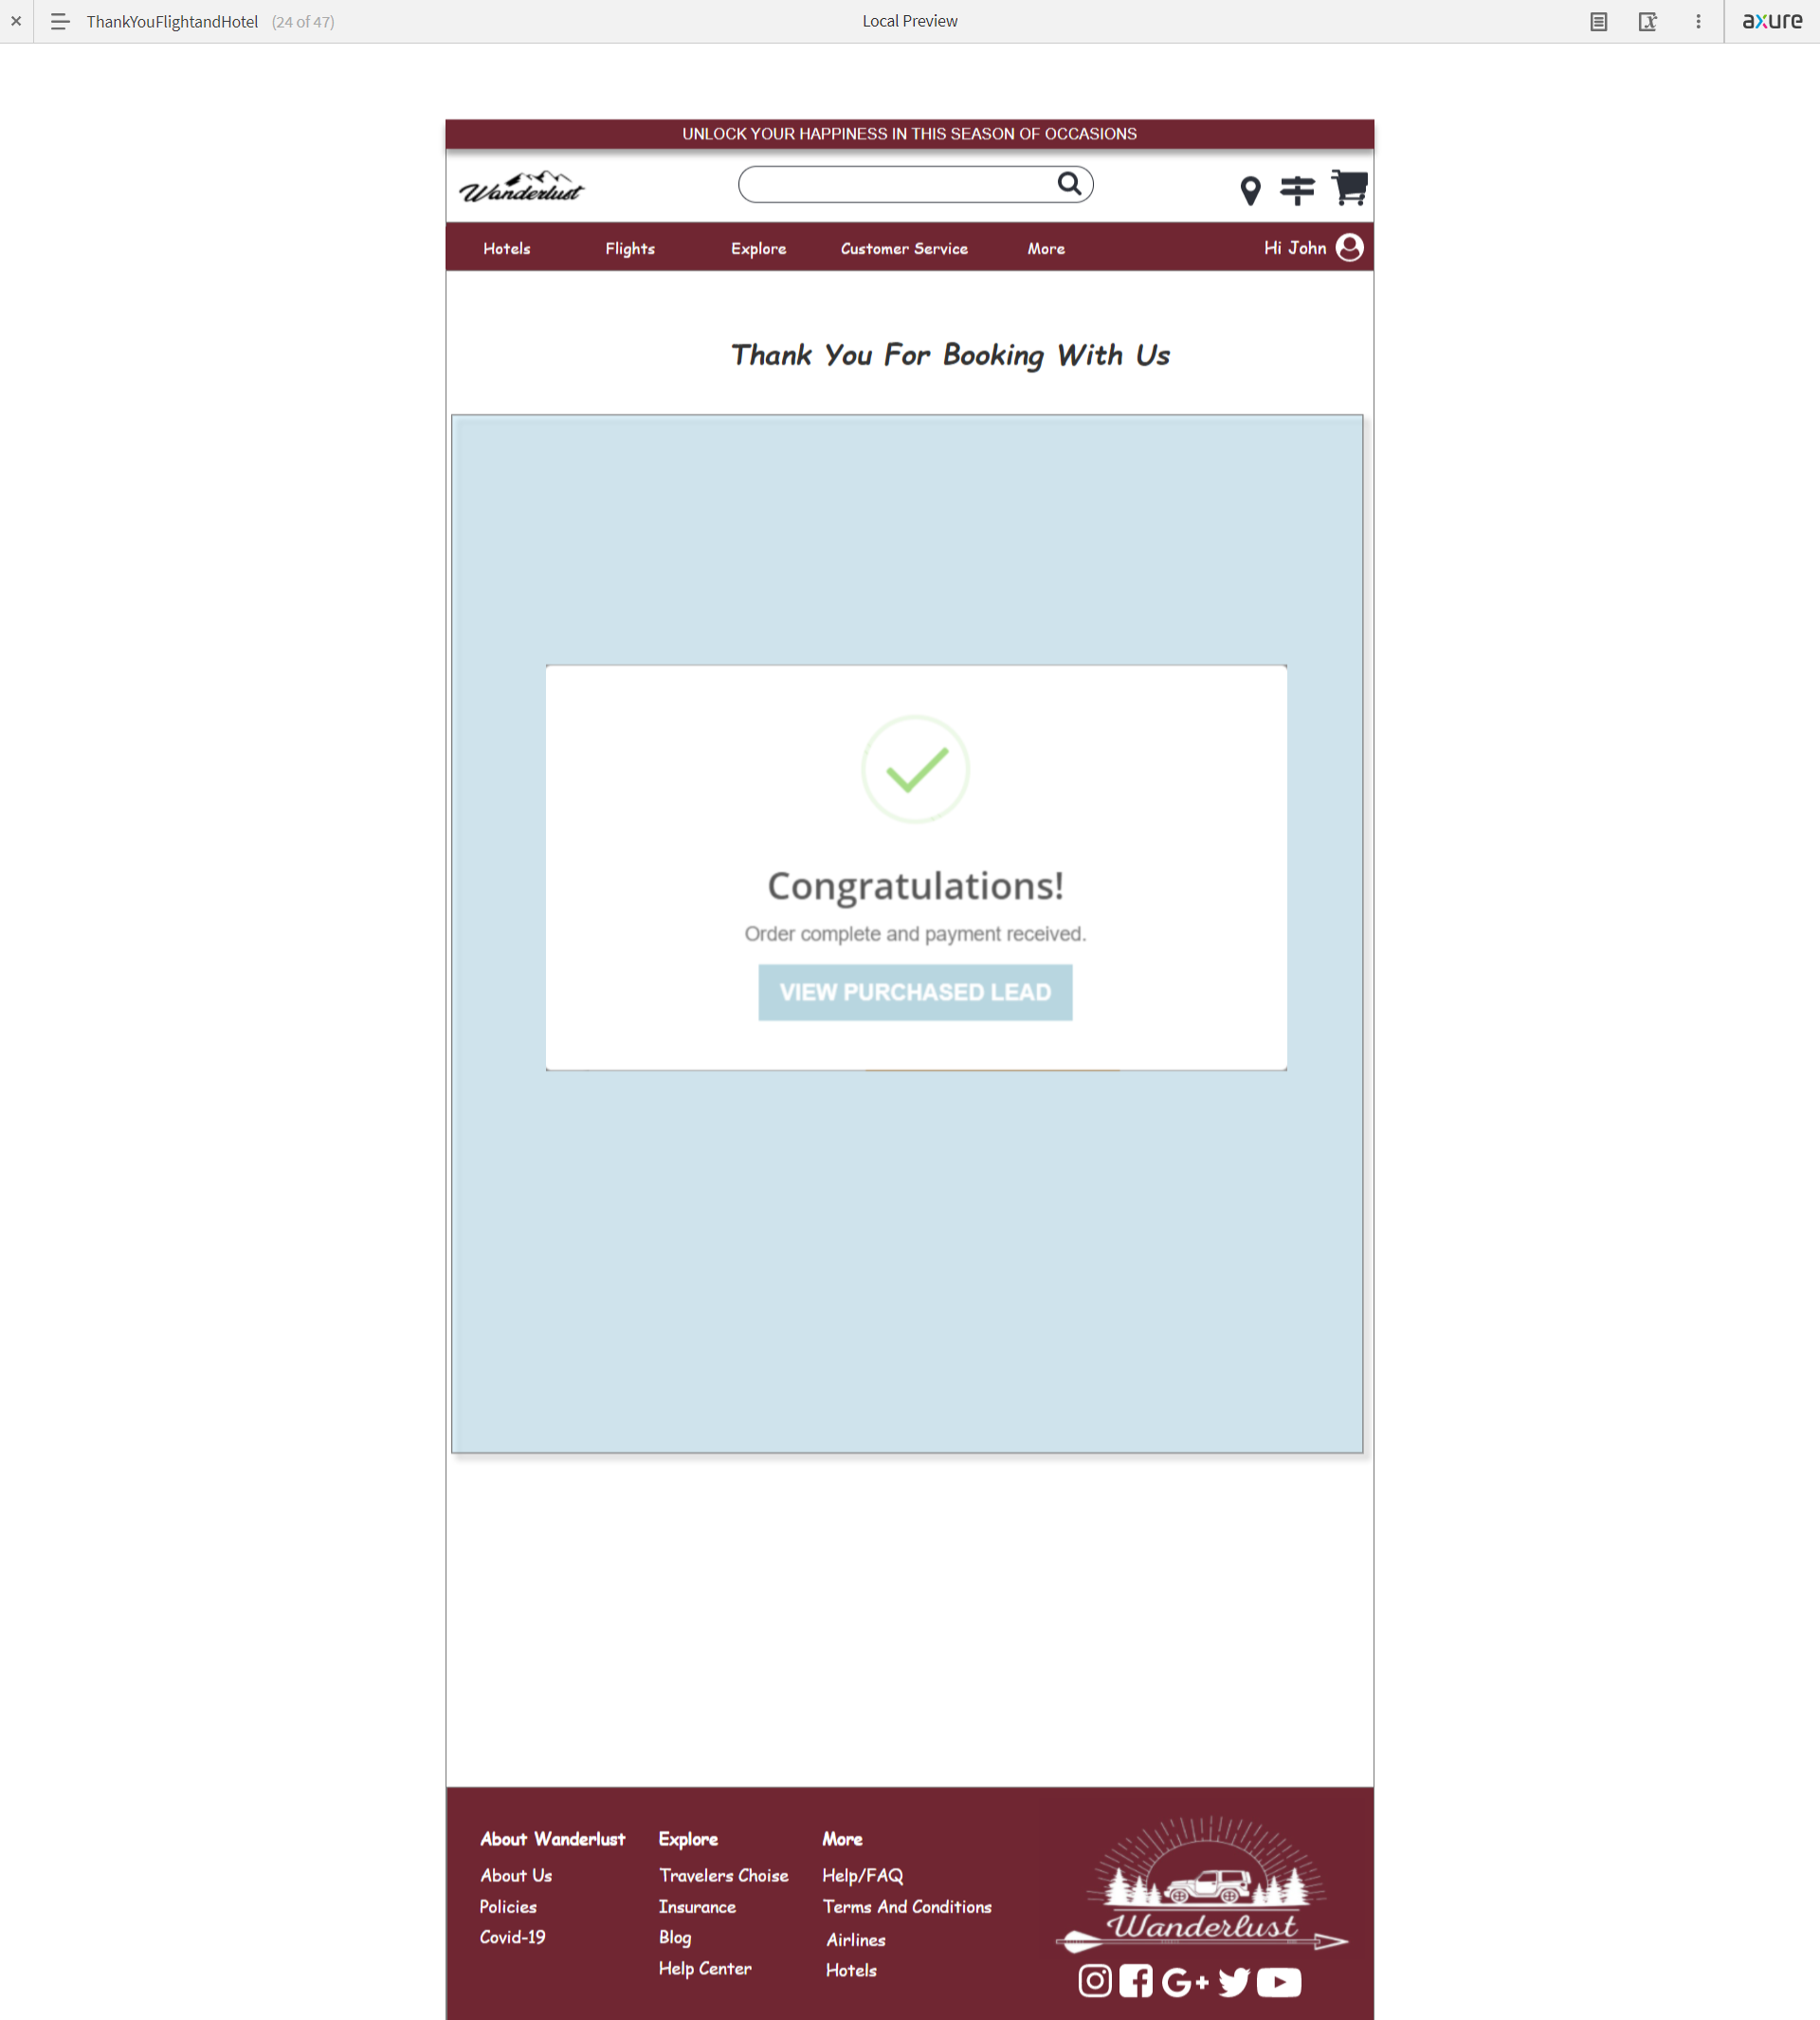 ThankYouFlightandHotel (24 of 47) Local Preview axure
UNLOCK YOUR HAPPINESS IN THIS SEASON OF OCCASIONS
Wanderlust
Hotels Flights Explore Customer Service More Hi John
Thank You For Booking With Us
Congratulations!
Order complete and payment received.
VIEW PURCHASED LEAD
About Wanderlust Explore More
About Us Travelers Choise Help/FAQ
Policies Insurance Terms And Conditions
Covid-19 Blog Airlines
Help Center Hotels
Wanderlust